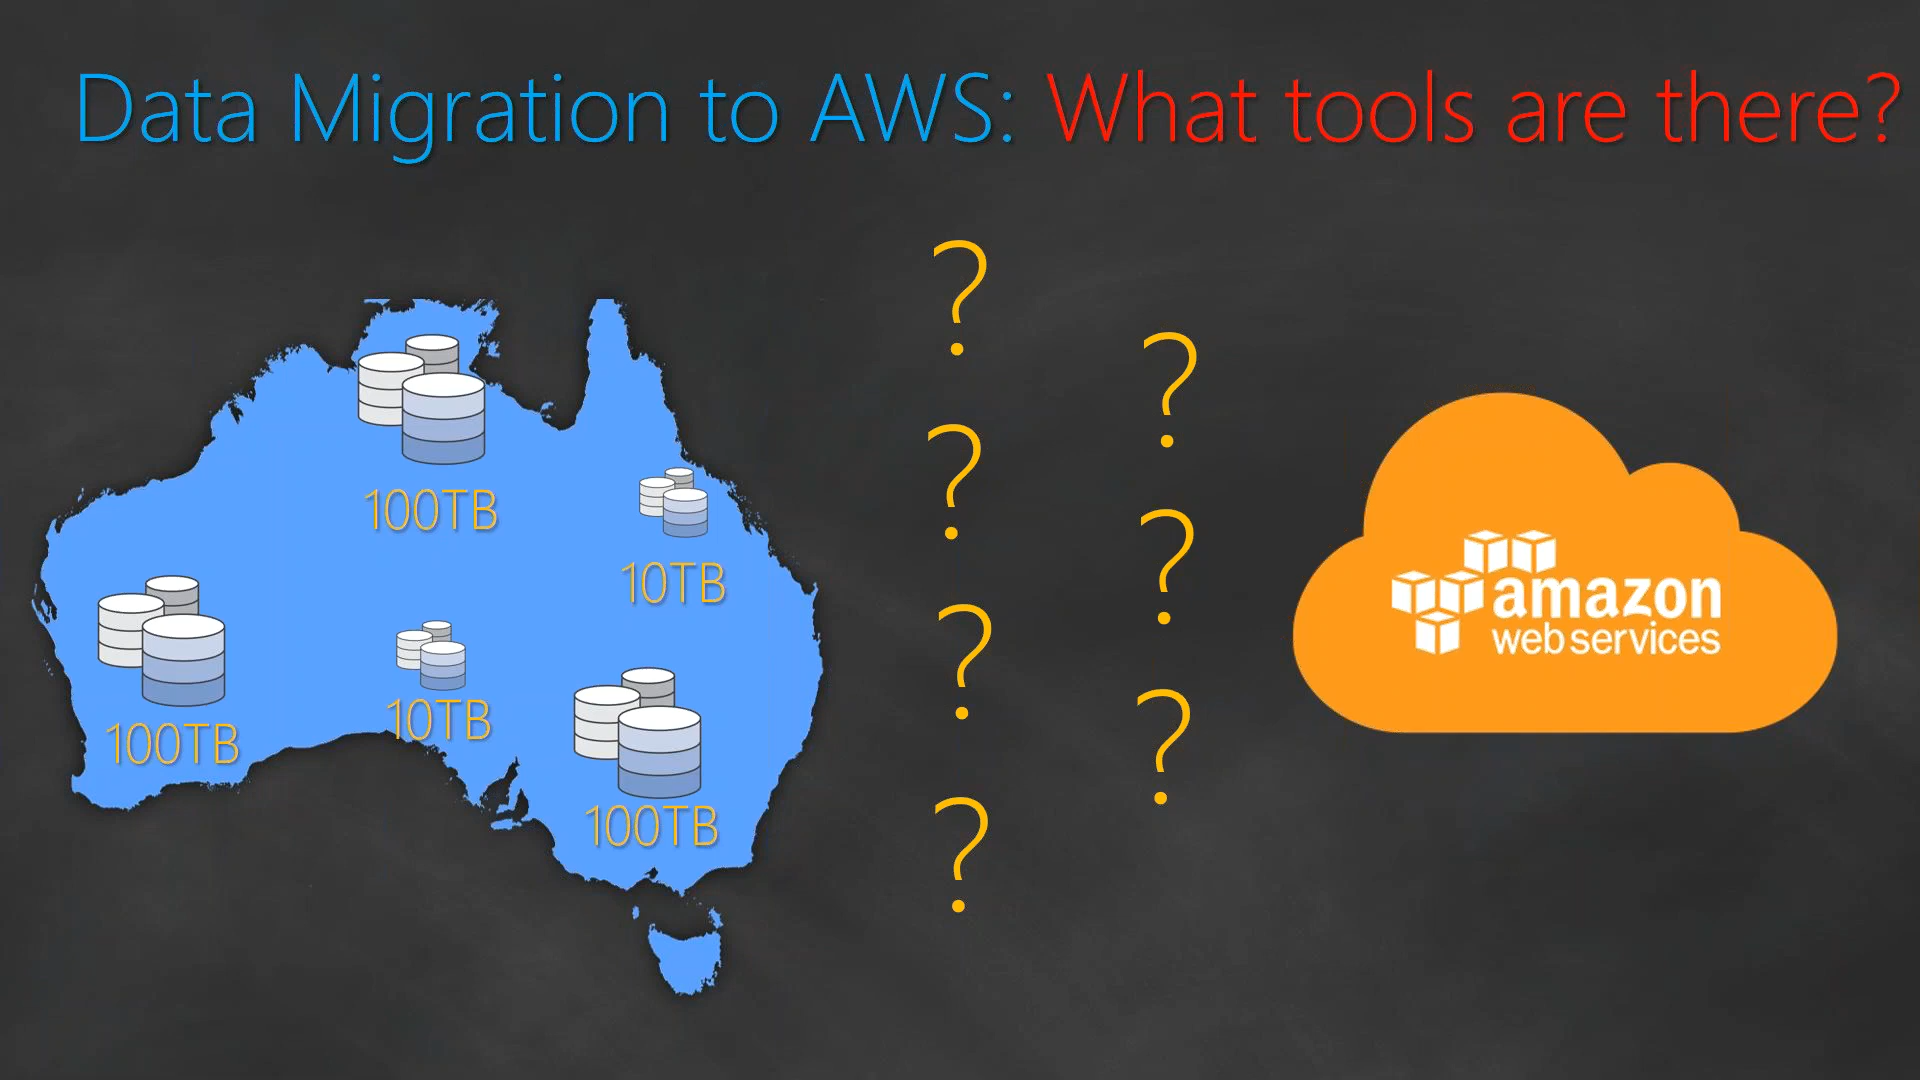 Data Migration to AWS: What tools are there?
?
?
100TB
?
10TB
?
amazon
web services
?
10TB
100TB
?
100TB
?